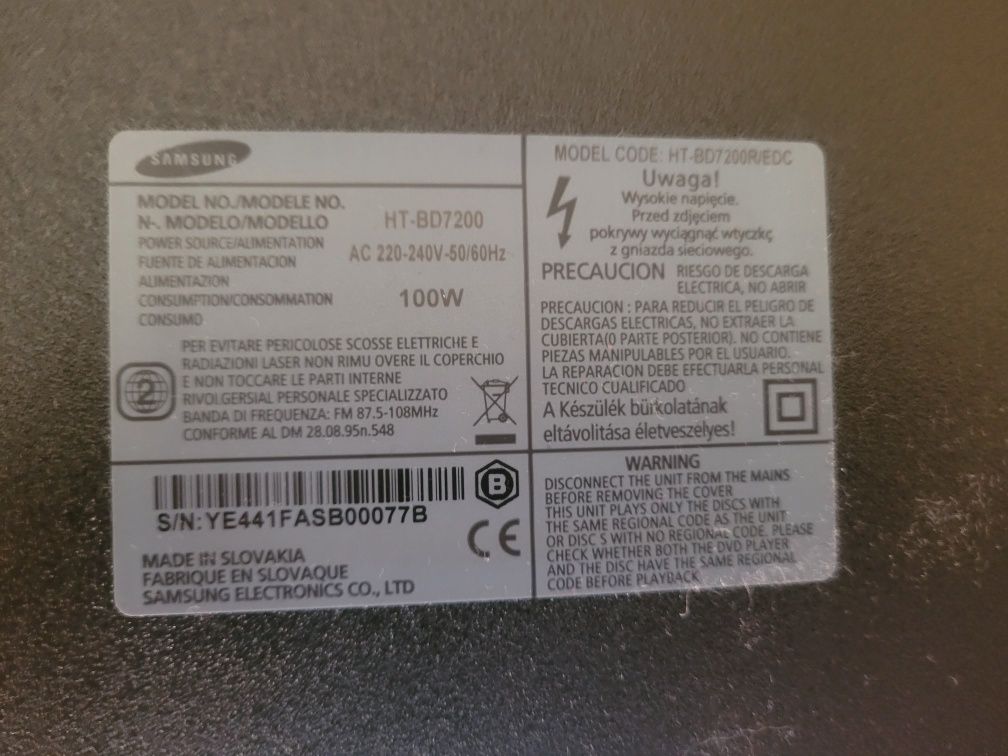 SAMSUNG
MODEL NO./MODELE NO.
N-. MODELO/MODELLO
HT-BD7200
POWER SOURCE/ALIMENTATION
FUENTE DE ALIMENTACION
ALIMENTAZION
AC 220-240V-50/60Hz
CONSUMPTION/CONSOMMATION
CONSUMO
100W
PER EVITARE PERICOLOSE SCOSSE ELETTRICHE E
RADIAZIONI LASER NON RIMU OVERE IL COPERCHIO
E NON TOCCARE LE PARTI INTERNE
RIVOLGERSIAL PERSONALE SPECIALIZZATO
BANDA DI FREQUENZA: FM 87.5-108MHz
CONFORME AL DM 28.08.95n.548
2
S/N: YE441FASB00077B
B
CE
MADE IN SLOVAKIA
FABRIQUE EN SLOVAQUE
SAMSUNG ELECTRONICS CO., LTD
MODEL CODE: HT-BD7200R/EDC
Uwaga!
Wysokie napięcie.
Przed zdjęciem
pokrywy wyciągnąć wtyczkę
z gniazda sieciowego.
PRECAUCION
RIESGO DE DESCARGA
ELECTRICA, NO ABRIR
PRECAUCION : PARA REDUCIR EL PELIGRO DE
DESCARGAS ELECTRICAS, NO EXTRAER LA
CUBIERTA(O PARTE POSTERIOR). NO CONTIENE
PIEZAS MANIPULABLES POR EL USUARIO.
LA REPARACION DEBE EFECTUARLA PERSONAL
TECNICO CUALIFICADO
A Készülék bürkolatának
eltávolitása életveszelyes!
WARNING
DISCONNECT THE UNIT FROM THE MAINS
BEFORE REMOVING THE COVER
THIS UNIT PLAYS ONLY THE DISCS WITH
THE SAME REGIONAL CODE AS THE UNIT
OR DISC S WITH NO REGIONAL CODE. PLEASE
CHECK WHETHER BOTH THE DVD PLAYER
AND THE DISC HAVE THE SAME REGIONAL
CODE BEFORE PLAYBACK